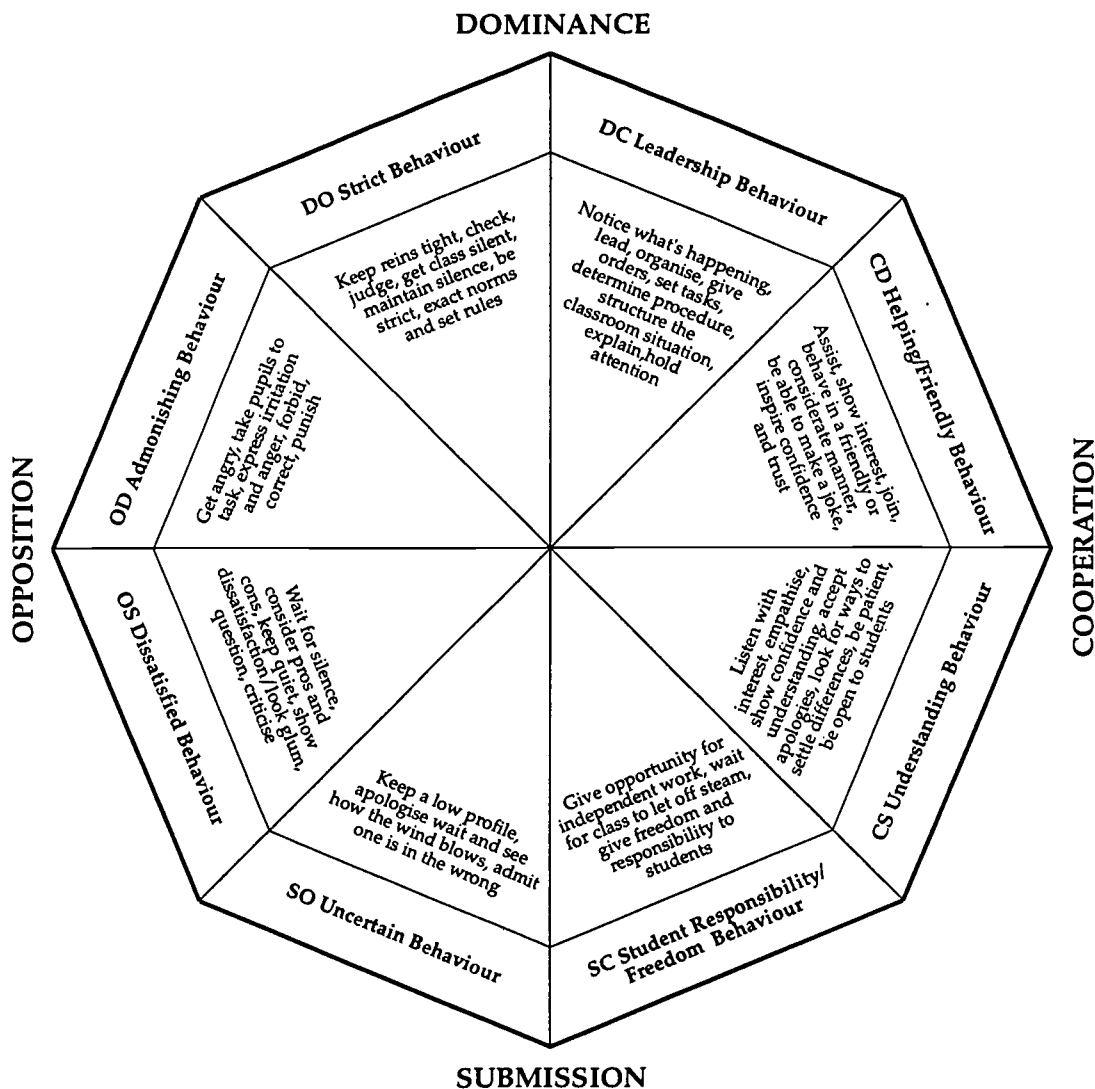 DOMINANCE
DC Leadership Behaviour
Notice what's happening,
lead, organise, give
orders, set tasks,
determine procedure,
structure the
classroom situation,
explain,hold
attention
CD Helping/Friendly Behaviour
Assist, show interest, join,
behave in a friendly or
considerate manner,
be able to make a joke,
inspire confidence
and trust
COOPERATION
CS Understanding Behaviour
Listen with
interest, empathise,
show confidence and
understanding, accept
apologies, look for ways to
settle differences, be patient,
be open to students
SC Student Responsibility/
Freedom Behaviour
Give opportunity for
independent work, wait
for class to let off steam,
give freedom and
responsibility to
students
SUBMISSION
SO Uncertain Behaviour
Keep a low profile,
apologise wait and see
how the wind blows, admit
one is in the wrong
OS Dissatisfied Behaviour
Wait for silence,
consider pros and
cons, keep quiet, show
dissatisfaction/look glum,
question, criticise
OPPOSITION
OD Admonishing Behaviour
Get angry, take pupils to
task, express irritation
and anger, forbid,
correct, punish
DO Strict Behaviour
Keep reins tight, check,
judge, get class silent,
maintain silence, be
strict, exact norms
and set rules